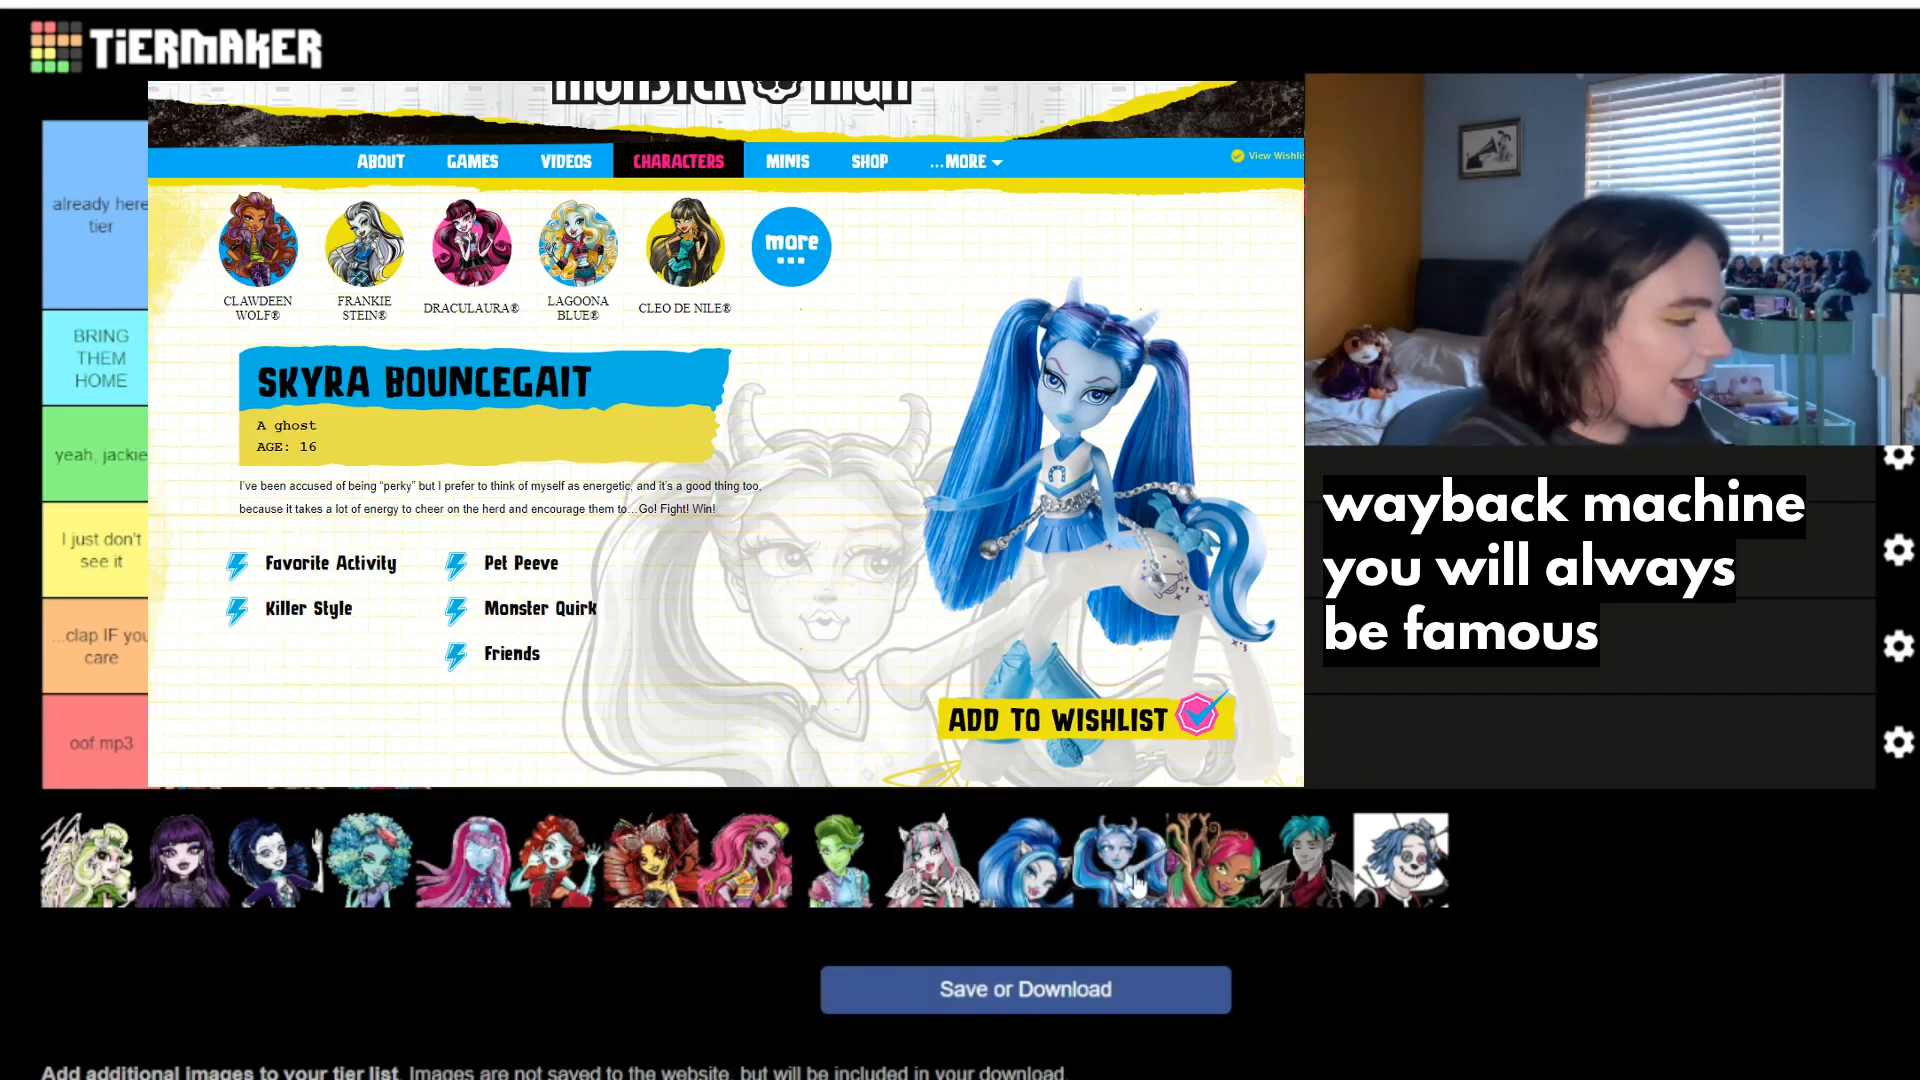 TiERMAKER
MONSTER HIGH
ABOUT
GAMES
VIDEOS
CHARACTERS
MINIS
SHOP
...MORE
View Wishlis
CLAWDEEN
WOLF®
FRANKIE
STEIN®
DRACULAURA®
LAGOONA
BLUE®
CLEO DE NILE®
more
...
SKYRA BOUNCEGAIT
A ghost
AGE: 16
I've been accused of being "perky" but I prefer to think of myself as energetic, and it's a good thing too,
because it takes a lot of energy to cheer on the herd and encourage them to...Go! Fight! Win!
Favorite Activity
Killer Style
Pet Peeve
Monster Quirk
Friends
ADD TO WISHLIST
already here
tier
BRING
THEM
HOME
yeah, jackie
I just don't
see it
...clap IF you
care
oof.mp3
wayback machine
you will always
be famous
Save or Download
Add additional images to your tier list. Images are not saved to the website, but will be included in your download.